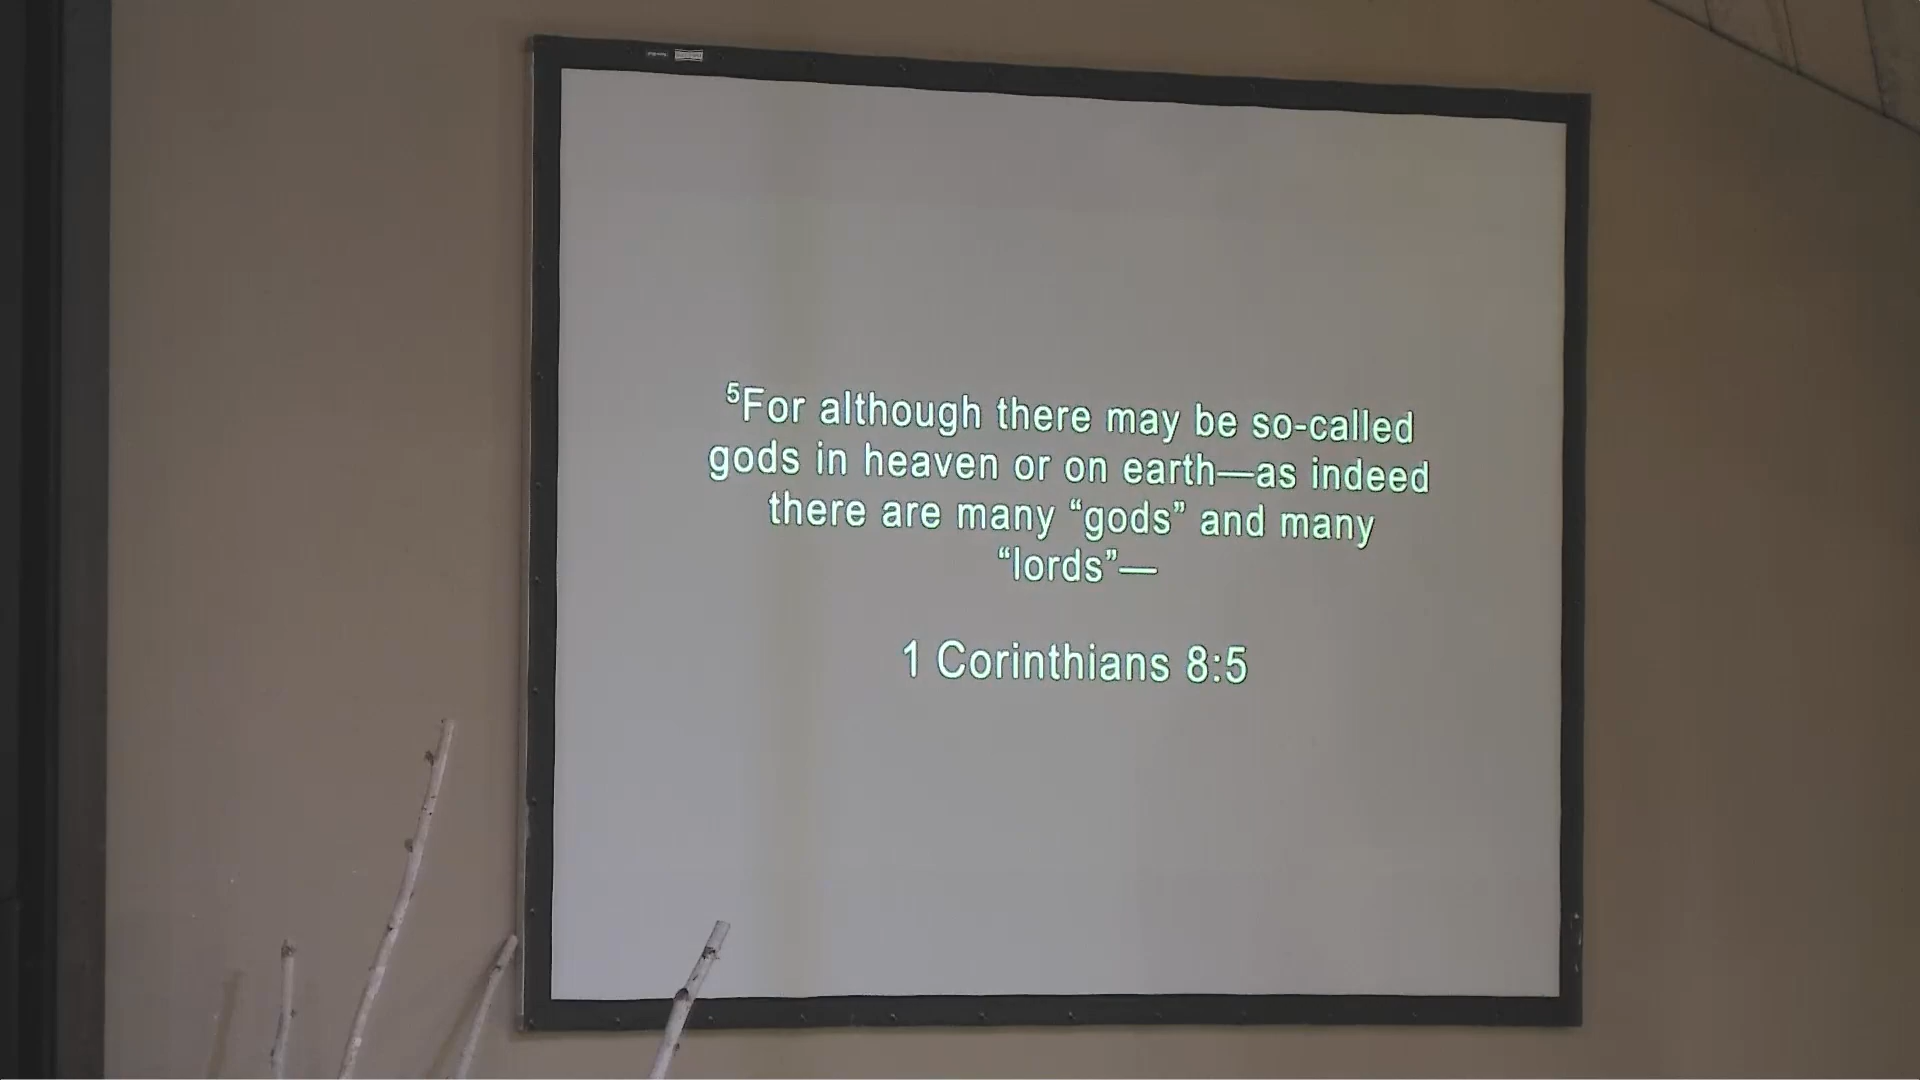 ⁵For although there may be so-called
gods in heaven or on earth—as indeed
there are many “gods” and many
“lords”—
1 Corinthians 8:5